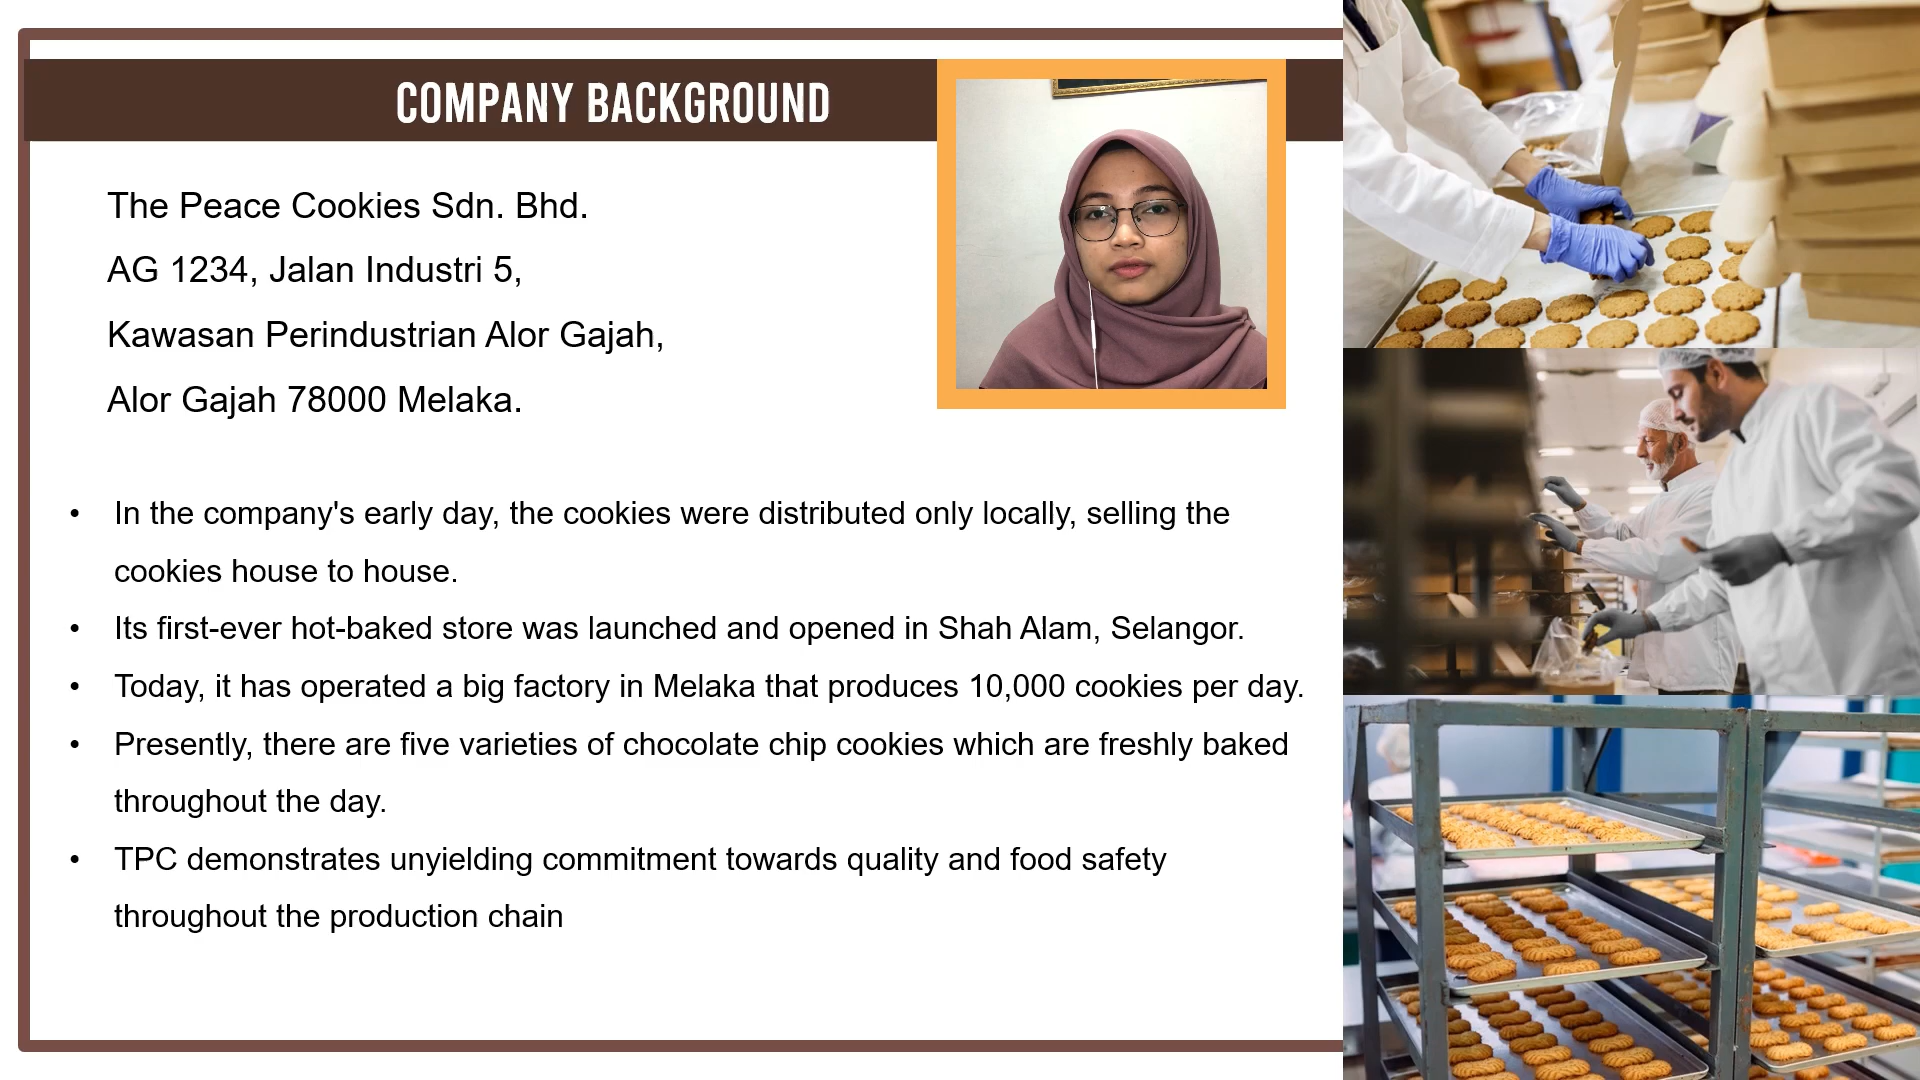 COMPANY BACKGROUND
The Peace Cookies Sdn. Bhd.
AG 1234, Jalan Industri 5,
Kawasan Perindustrian Alor Gajah,
Alor Gajah 78000 Melaka.
• In the company's early day, the cookies were distributed only locally, selling the
cookies house to house.
• Its first-ever hot-baked store was launched and opened in Shah Alam, Selangor.
• Today, it has operated a big factory in Melaka that produces 10,000 cookies per day.
• Presently, there are five varieties of chocolate chip cookies which are freshly baked
throughout the day.
• TPC demonstrates unyielding commitment towards quality and food safety
throughout the production chain